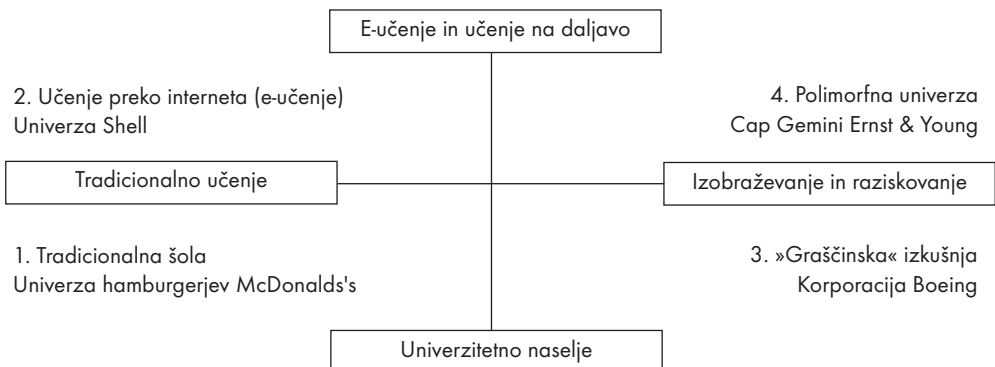 E-učenje in učenje na daljavo
2. Učenje preko interneta (e-učenje)
Univerza Shell
4. Polimorfna univerza
Cap Gemini Ernst & Young
Tradicionalno učenje
Izobraževanje in raziskovanje
1. Tradicionalna šola
Univerza hamburgerjev McDonalds's
3. »Graščinska« izkušnja
Korporacija Boeing
Univerzitetno naselje